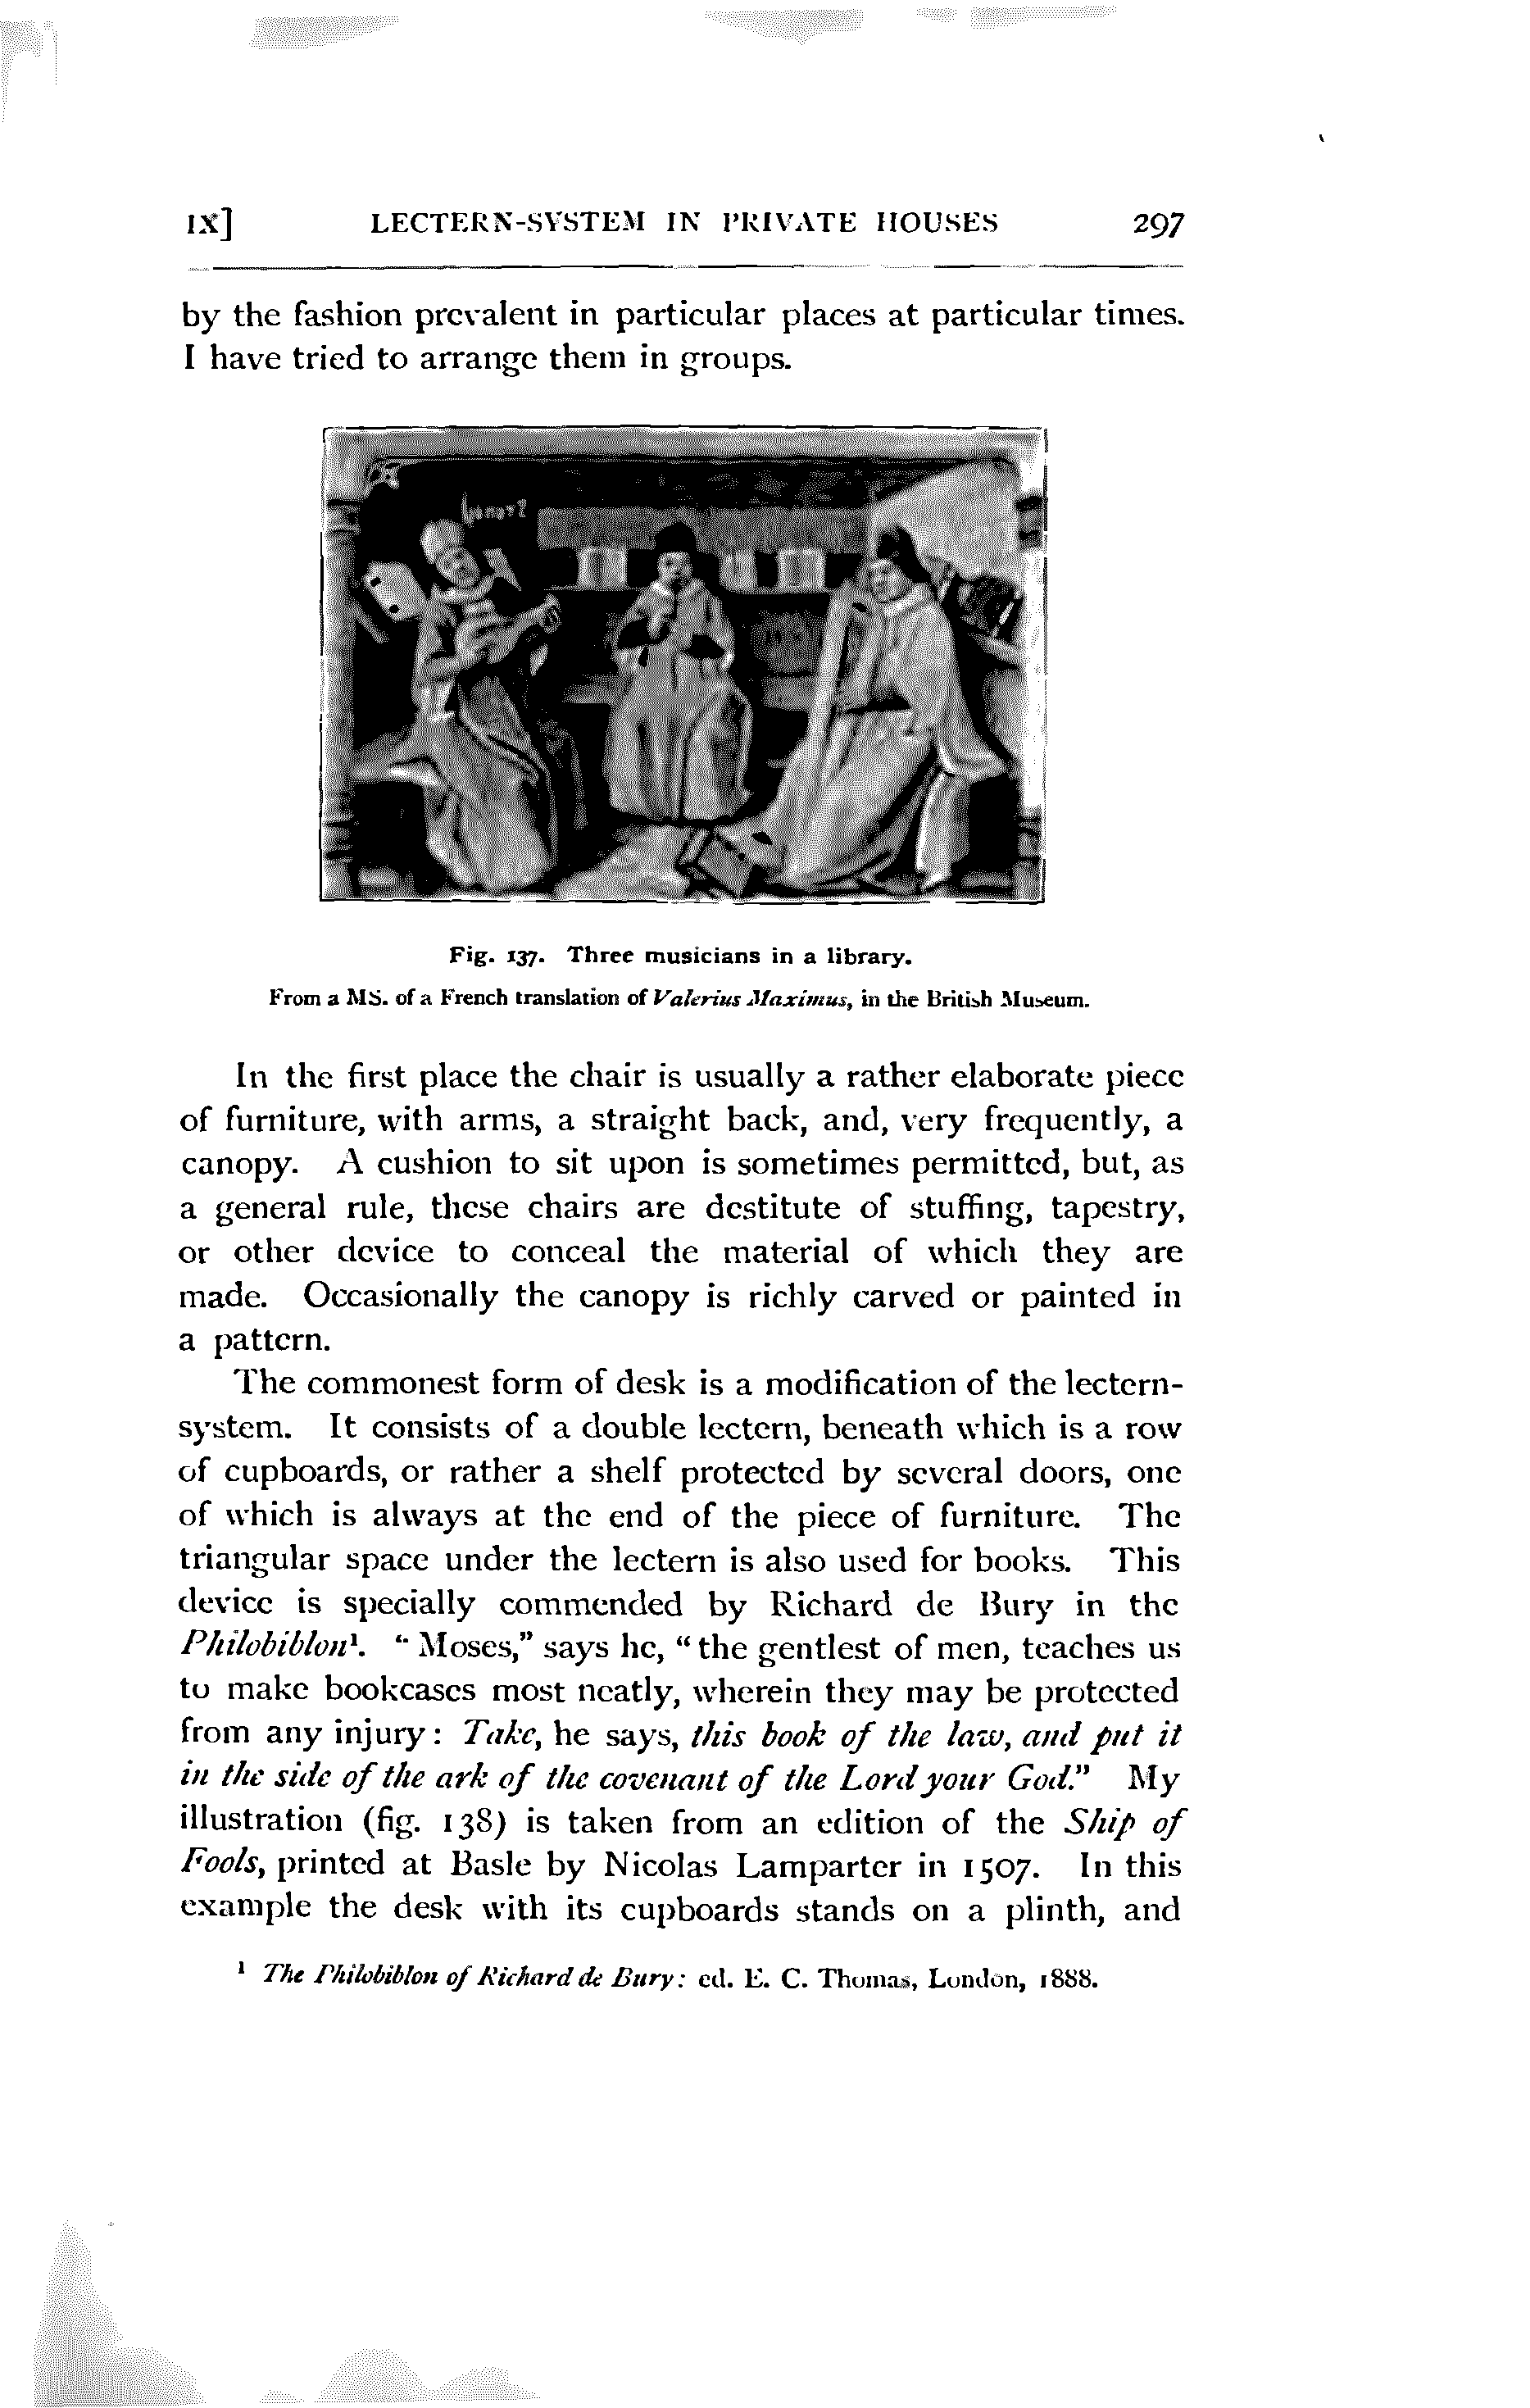 IX] LECTERN-SYSTEM IN PRIVATE HOUSES 297
by the fashion prevalent in particular places at particular times.
I have tried to arrange them in groups.
Fig. 137. Three musicians in a library.
From a MS. of a French translation of Valerius Maximus, in the British Museum.
In the first place the chair is usually a rather elaborate piece
of furniture, with arms, a straight back, and, very frequently, a
canopy. A cushion to sit upon is sometimes permitted, but, as
a general rule, these chairs are destitute of stuffing, tapestry,
or other device to conceal the material of which they are
made. Occasionally the canopy is richly carved or painted in
a pattern.
The commonest form of desk is a modification of the lectern-
system. It consists of a double lectern, beneath which is a row
of cupboards, or rather a shelf protected by several doors, one
of which is always at the end of the piece of furniture. The
triangular space under the lectern is also used for books. This
device is specially commended by Richard de Bury in the
Philobiblon¹. "Moses," says he, "the gentlest of men, teaches us
to make bookcases most neatly, wherein they may be protected
from any injury: Take, he says, this book of the law, and put it
in the side of the ark of the covenant of the Lord your God." My
illustration (fig. 138) is taken from an edition of the Ship of
Fools, printed at Basle by Nicolas Lamparter in 1507. In this
example the desk with its cupboards stands on a plinth, and
¹ The Philobiblon of Richard de Bury: ed. E. C. Thomas, London, 1888.